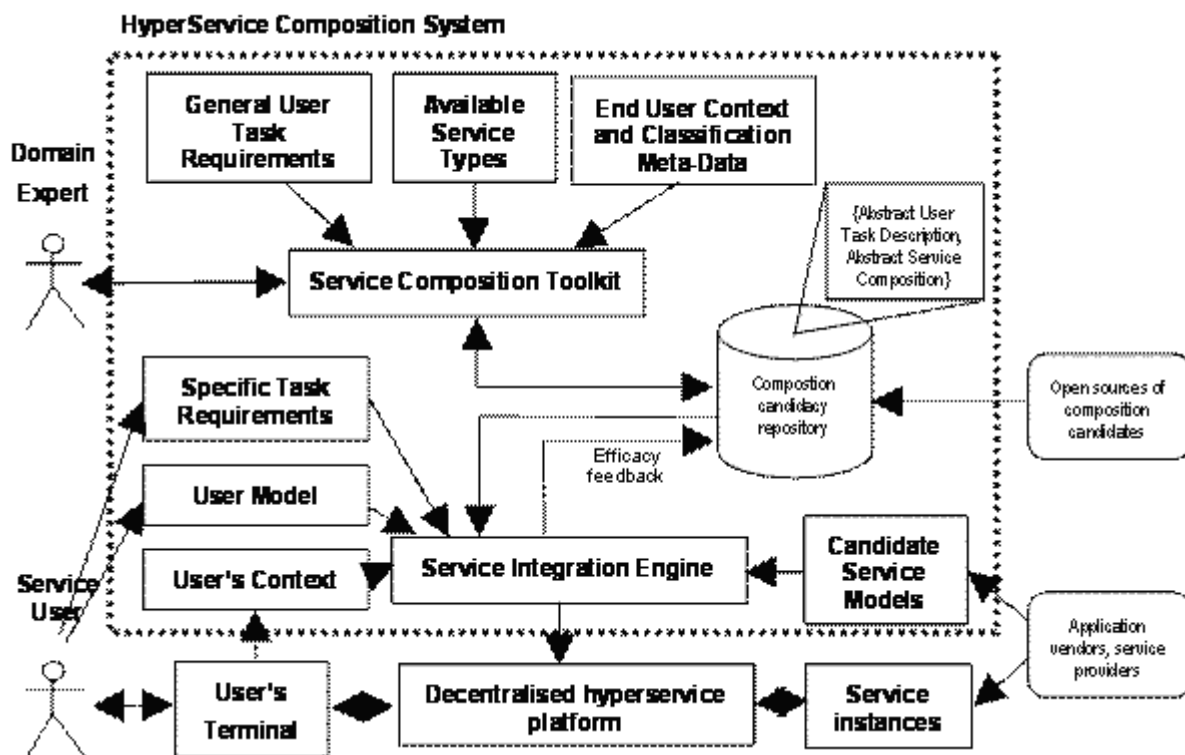 HyperService Composition System
General User
Task
Requirements
Available
Service
Types
End User Context
and Classification
Meta-Data
Domain
Expert
{Abstract User
Task Description,
Abstract Service
Composition}
Service Composition Toolkit
Specific Task
Requirements
Compostion
candidacy
repository
Open sources of
composition
candidates
Efficacy
feedback
User Model
Service
User
User's Context
Service Integration Engine
Candidate
Service
Models
Application
vendors, service
providers
User's
Terminal
Decentralised hyperservice
platform
Service
instances